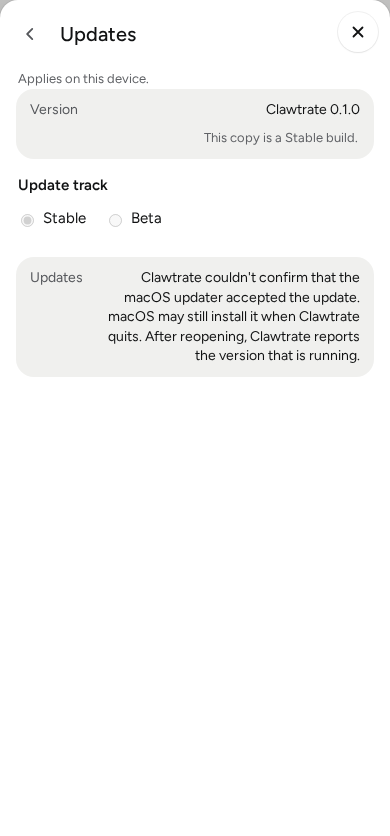 Updates
Applies on this device.
Version
Clawtrate 0.1.0
This copy is a Stable build.
Update track
Stable
Beta
Updates
Clawtrate couldn't confirm that the
macOS updater accepted the update.
macOS may still install it when Clawtrate
quits. After reopening, Clawtrate reports
the version that is running.